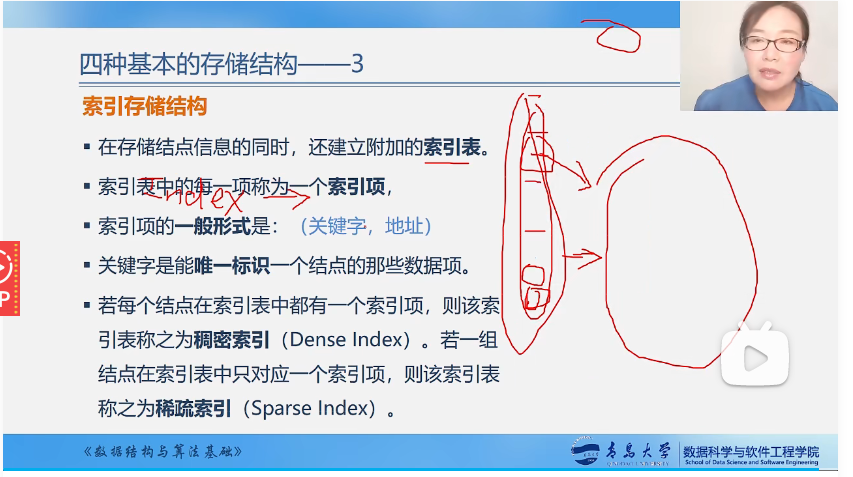 四种基本的存储结构——3
索引存储结构
▪ 在存储结点信息的同时，还建立附加的索引表。
▪ 索引表中的每一项称为一个索引项，
Index
▪ 索引项的一般形式是：（关键字，地址）
▪ 关键字是能唯一标识一个结点的那些数据项。
▪ 若每个结点在索引表中都有一个索引项，则该索
引表称之为稠密索引（Dense Index）。若一组
结点在索引表中只对应一个索引项，则该索引表
称之为稀疏索引（Sparse Index）。
P
《数据结构与算法基础》
青岛大学
QINGDAO UNIVERSITY
数据科学与软件工程学院
School of Data Science and Software Engineering